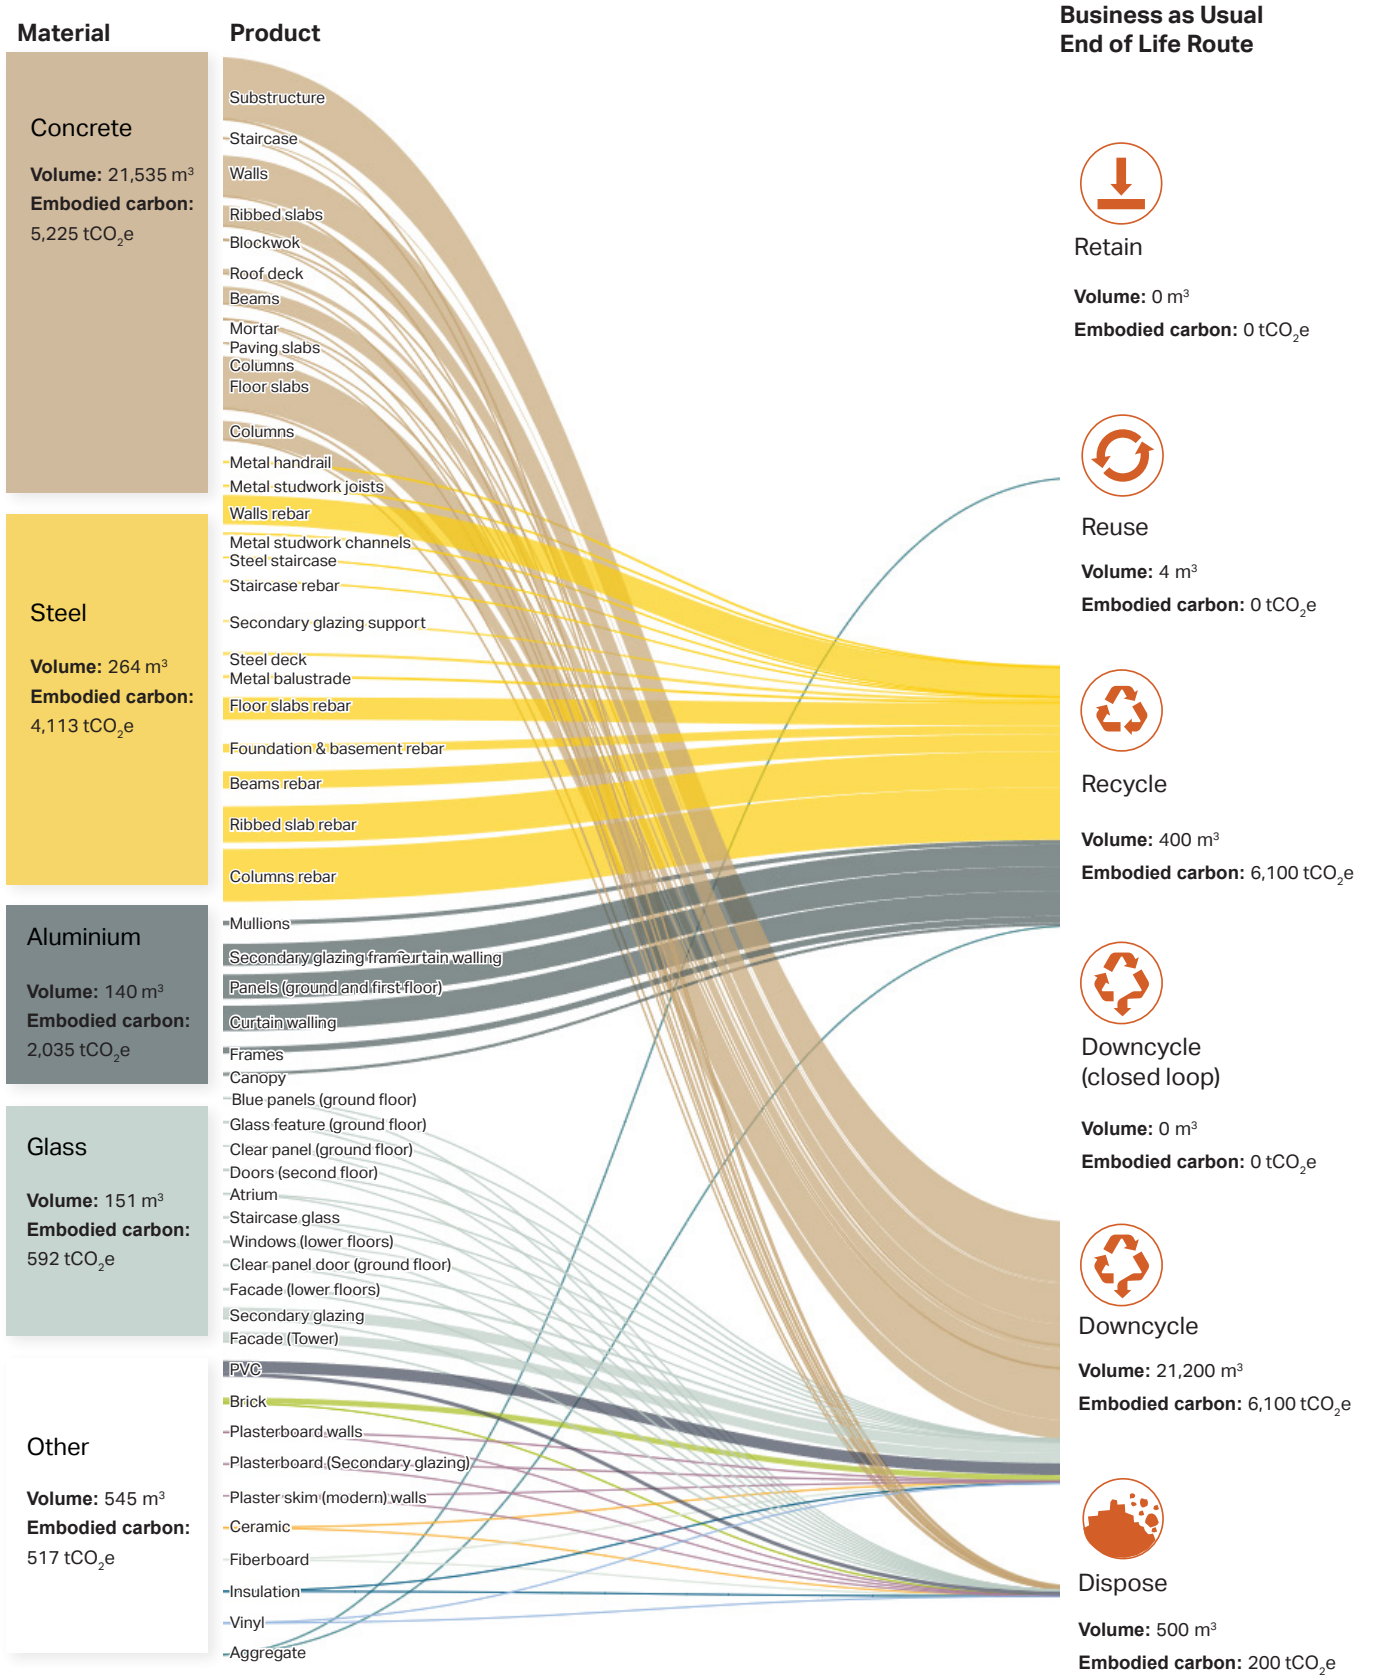 Material
Product
Business as Usual
End of Life Route
Concrete
Volume: 21,535 m³
Embodied carbon:
5,225 tCO₂e
Steel
Volume: 264 m³
Embodied carbon:
4,113 tCO₂e
Aluminium
Volume: 140 m³
Embodied carbon:
2,035 tCO₂e
Glass
Volume: 151 m³
Embodied carbon:
592 tCO₂e
Other
Volume: 545 m³
Embodied carbon:
517 tCO₂e
Substructure
Staircase
Walls
Ribbed slabs
Blockwok
Roof deck
Beams
Mortar
Paving slabs
Columns
Floor slabs
Columns
Metal handrail
Metal studwork joists
Walls rebar
Metal studwork channels
Steel staircase
Staircase rebar
Secondary glazing support
Steel deck
Metal balustrade
Floor slabs rebar
Foundation & basement rebar
Beams rebar
Ribbed slab rebar
Columns rebar
Mullions
Secondary glazing frame walling
Panels (ground and first floor)
Curtain walling
Frames
Canopy
Blue panels (ground floor)
Glass feature (ground floor)
Clear panel (ground floor)
Doors (second floor)
Atrium
Staircase glass
Windows (lower floors)
Clear panel door (ground floor)
Facade (lower floors)
Secondary glazing
Facade (Tower)
PVC
Brick
Plasterboard walls
Plasterboard (Secondary glazing)
Plaster skim (modern) walls
Ceramic
Fiberboard
Insulation
Vinyl
Aggregate
Retain
Volume: 0 m³
Embodied carbon: 0 tCO₂e
Reuse
Volume: 4 m³
Embodied carbon: 0 tCO₂e
Recycle
Volume: 400 m³
Embodied carbon: 6,100 tCO₂e
Downcycle
(closed loop)
Volume: 0 m³
Embodied carbon: 0 tCO₂e
Downcycle
Volume: 21,200 m³
Embodied carbon: 6,100 tCO₂e
Dispose
Volume: 500 m³
Embodied carbon: 200 tCO₂e